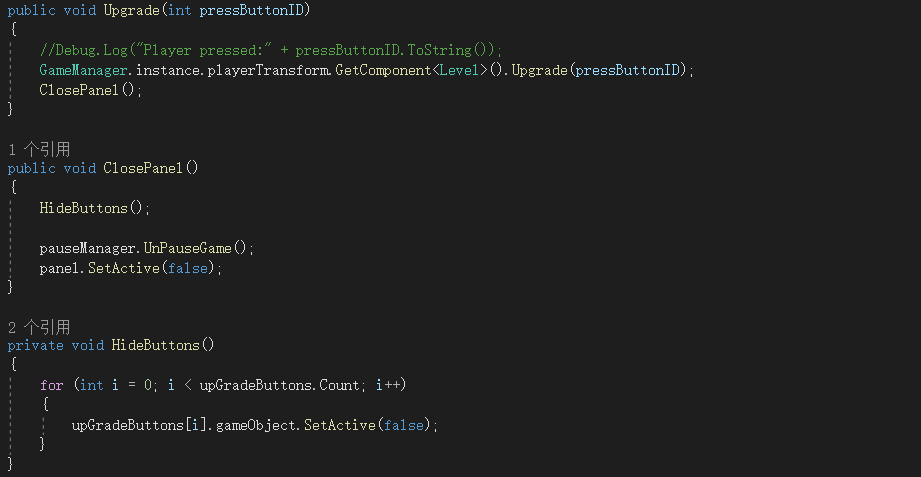 public void Upgrade(int pressButtonID)
{
//Debug.Log("Player pressed:" + pressButtonID.ToString());
GameManager.instance.playerTransform.GetComponent<Level>().Upgrade(pressButtonID);
ClosePanel();
}
1 个引用
public void ClosePanel()
{
HideButtons();
pauseManager.UnPauseGame();
panel.SetActive(false);
}
2 个引用
private void HideButtons()
{
for (int i = 0; i < upGradeButtons.Count; i++)
{
upGradeButtons[i].gameObject.SetActive(false);
}
}